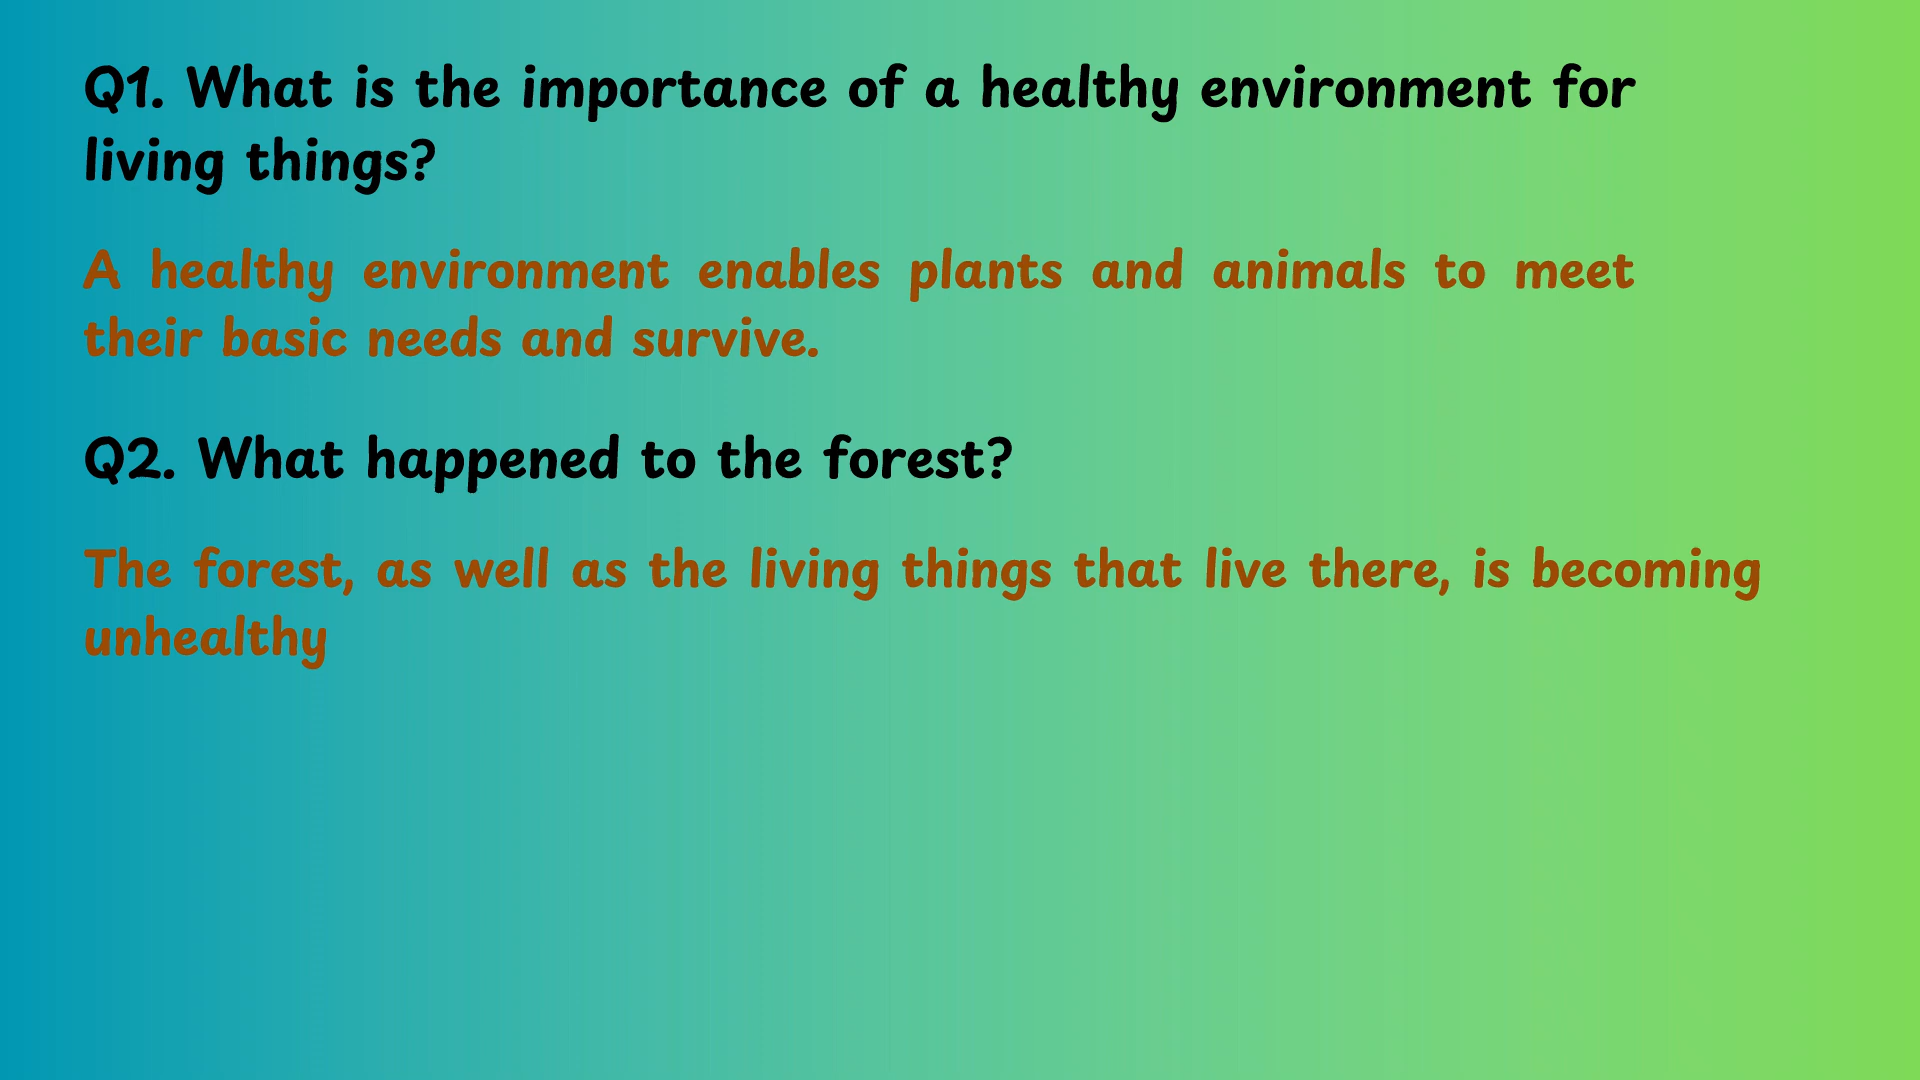 Q1. What is the importance of a healthy environment for
living things?
A healthy environment enables plants and animals to meet
their basic needs and survive.
Q2. What happened to the forest?
The forest, as well as the living things that live there, is becoming
unhealthy